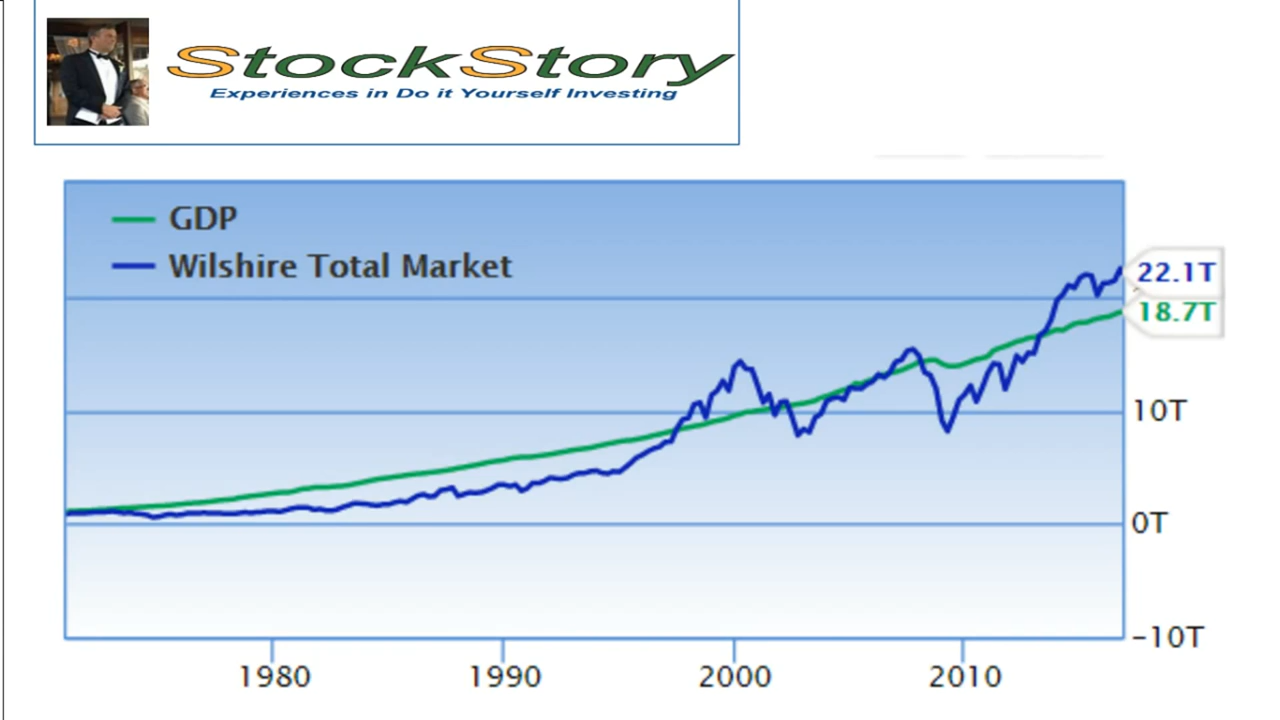 StockStory
Experiences in Do it Yourself Investing
GDP
Wilshire Total Market
22.1T
18.7T
10T
0T
-10T
1980 1990 2000 2010